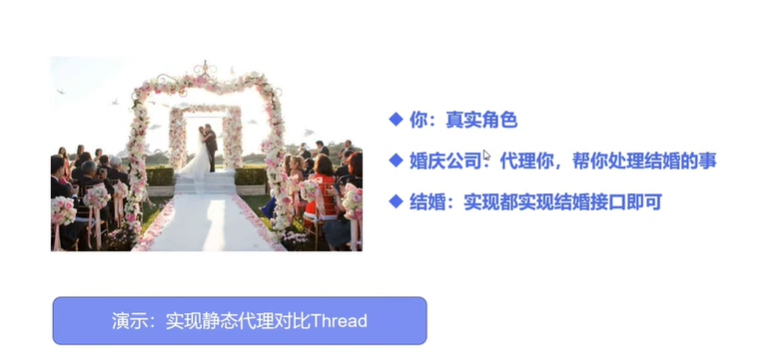 ◆ 你：真实角色
◆ 婚庆公司：代理你，帮你处理结婚的事
◆ 结婚：实现都实现结婚接口即可
演示：实现静态代理对比Thread